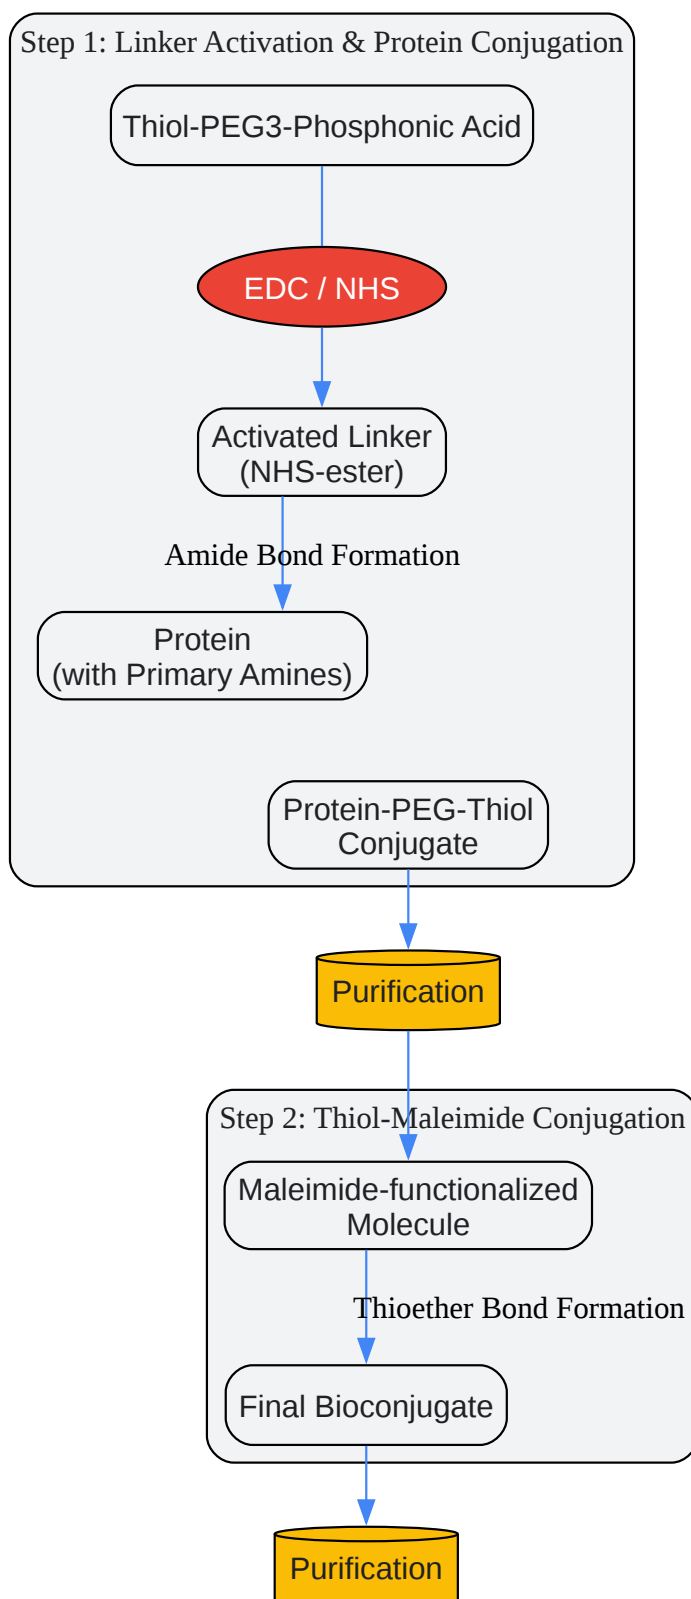 Step 1: Linker Activation & Protein Conjugation
Thiol-PEG3-Phosphonic Acid
EDC / NHS
Activated Linker
(NHS-ester)
Amide Bond Formation
Protein
(with Primary Amines)
Protein-PEG-Thiol
Conjugate
Purification
Step 2: Thiol-Maleimide Conjugation
Maleimide-functionalized
Molecule
Thioether Bond Formation
Final Bioconjugate
Purification